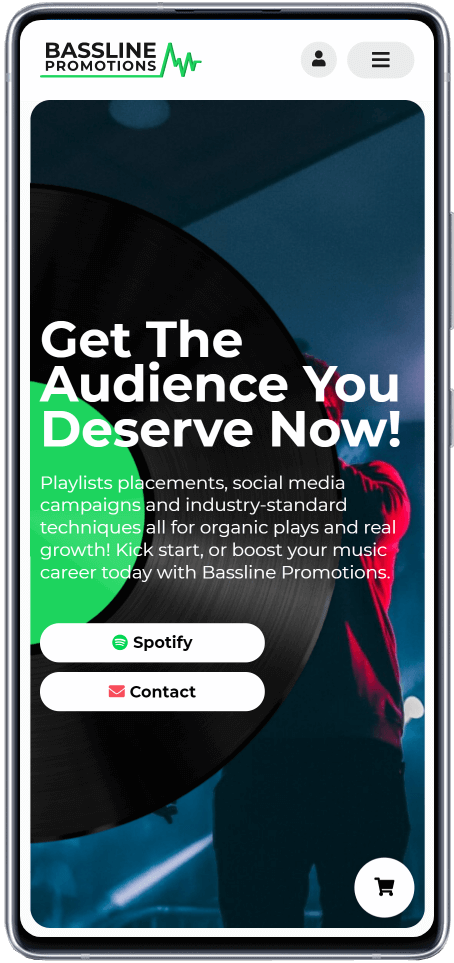 BASSLINE
PROMOTIONS
Get The
Audience You
Deserve Now!
Playlists placements, social media
campaigns and industry-standard
techniques all for organic plays and real
growth! Kick start, or boost your music
career today with Bassline Promotions.
Spotify
Contact